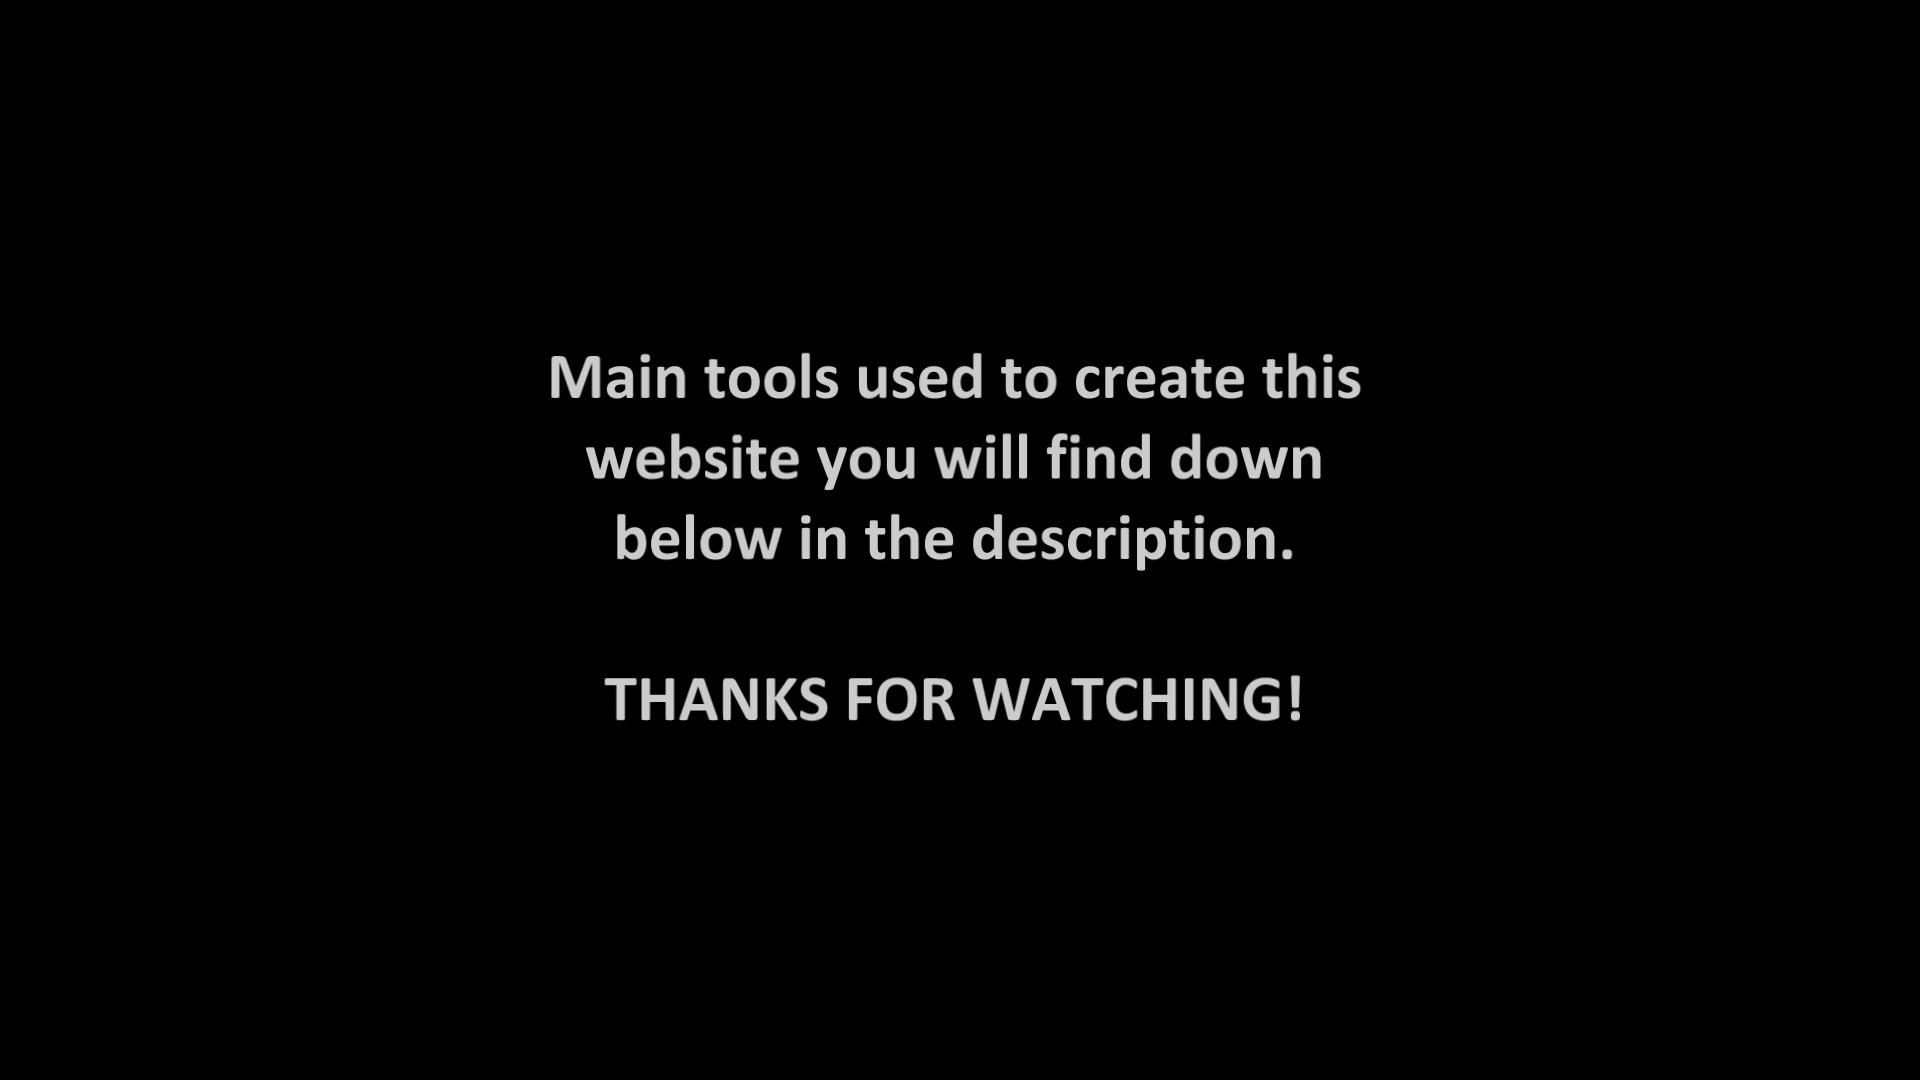 Main tools used to create this
website you will find down
below in the description.
THANKS FOR WATCHING!